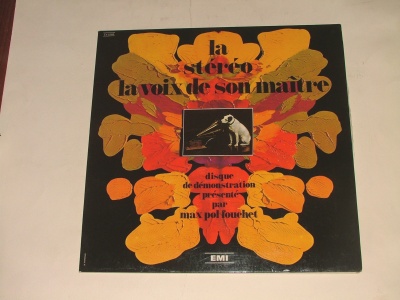 la
stéréo
la voix de son maître
disque
de démonstration
présenté
par
max pol fouchet
EMI